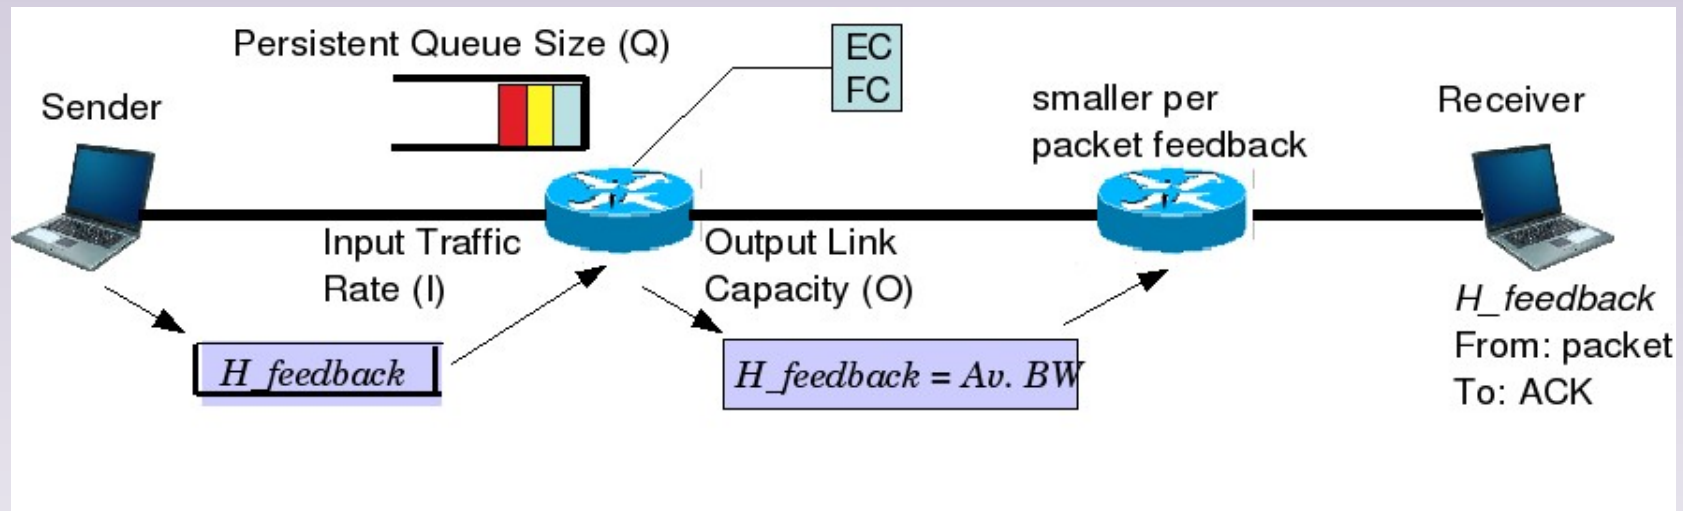 Persistent Queue Size (Q)
EC
FC
Sender
smaller per
packet feedback
Receiver
Input Traffic
Rate (I)
Output Link
Capacity (O)
H_feedback
H_feedback = Av. BW
H_feedback
From: packet
To: ACK